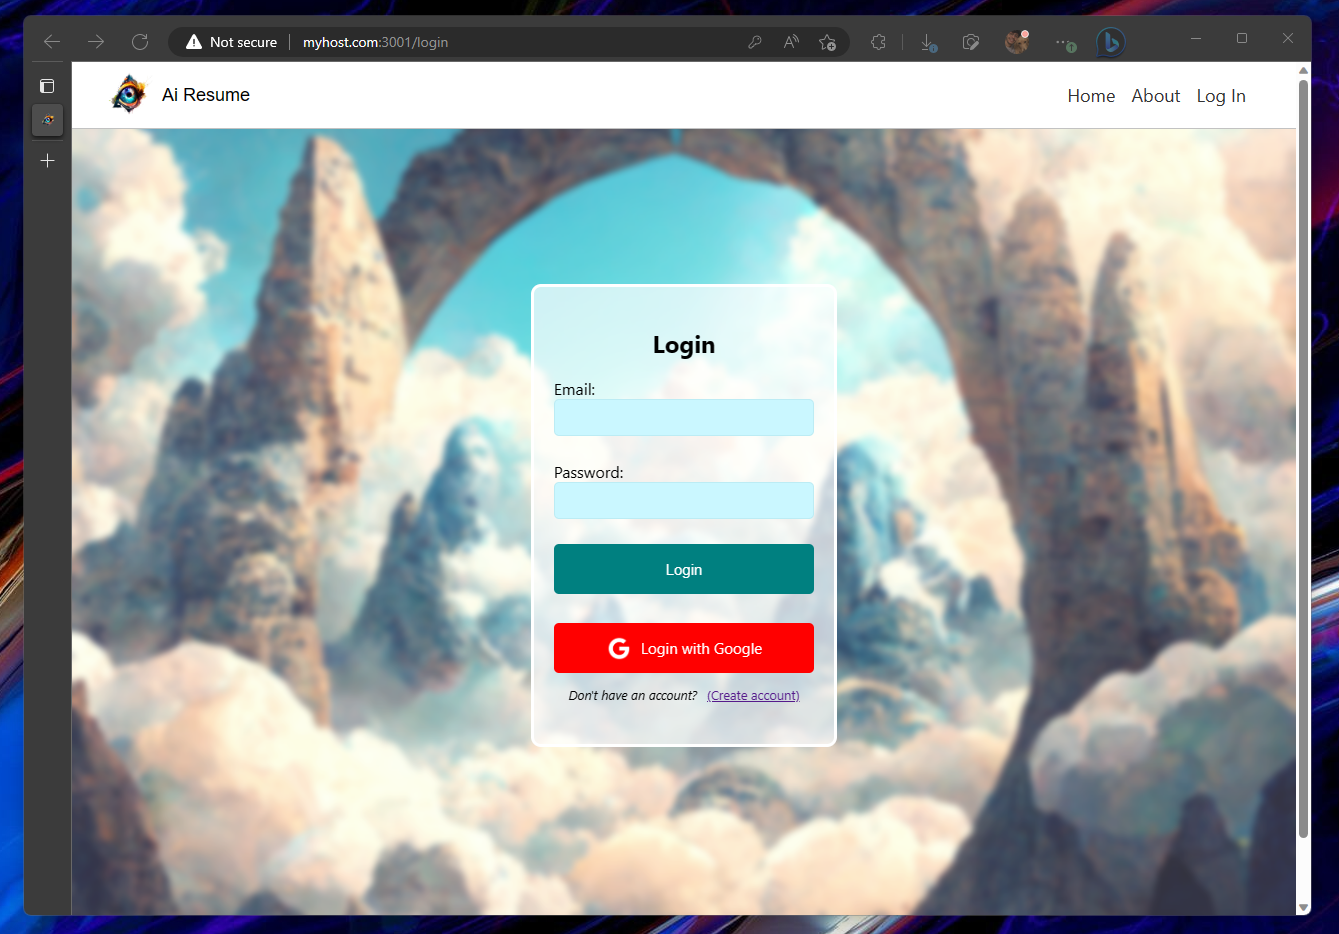 Not secure myhost.com:3001/login
Ai Resume
Home About Log In
Login
Email:
Password:
Login
G Login with Google
Don't have an account? (Create account)